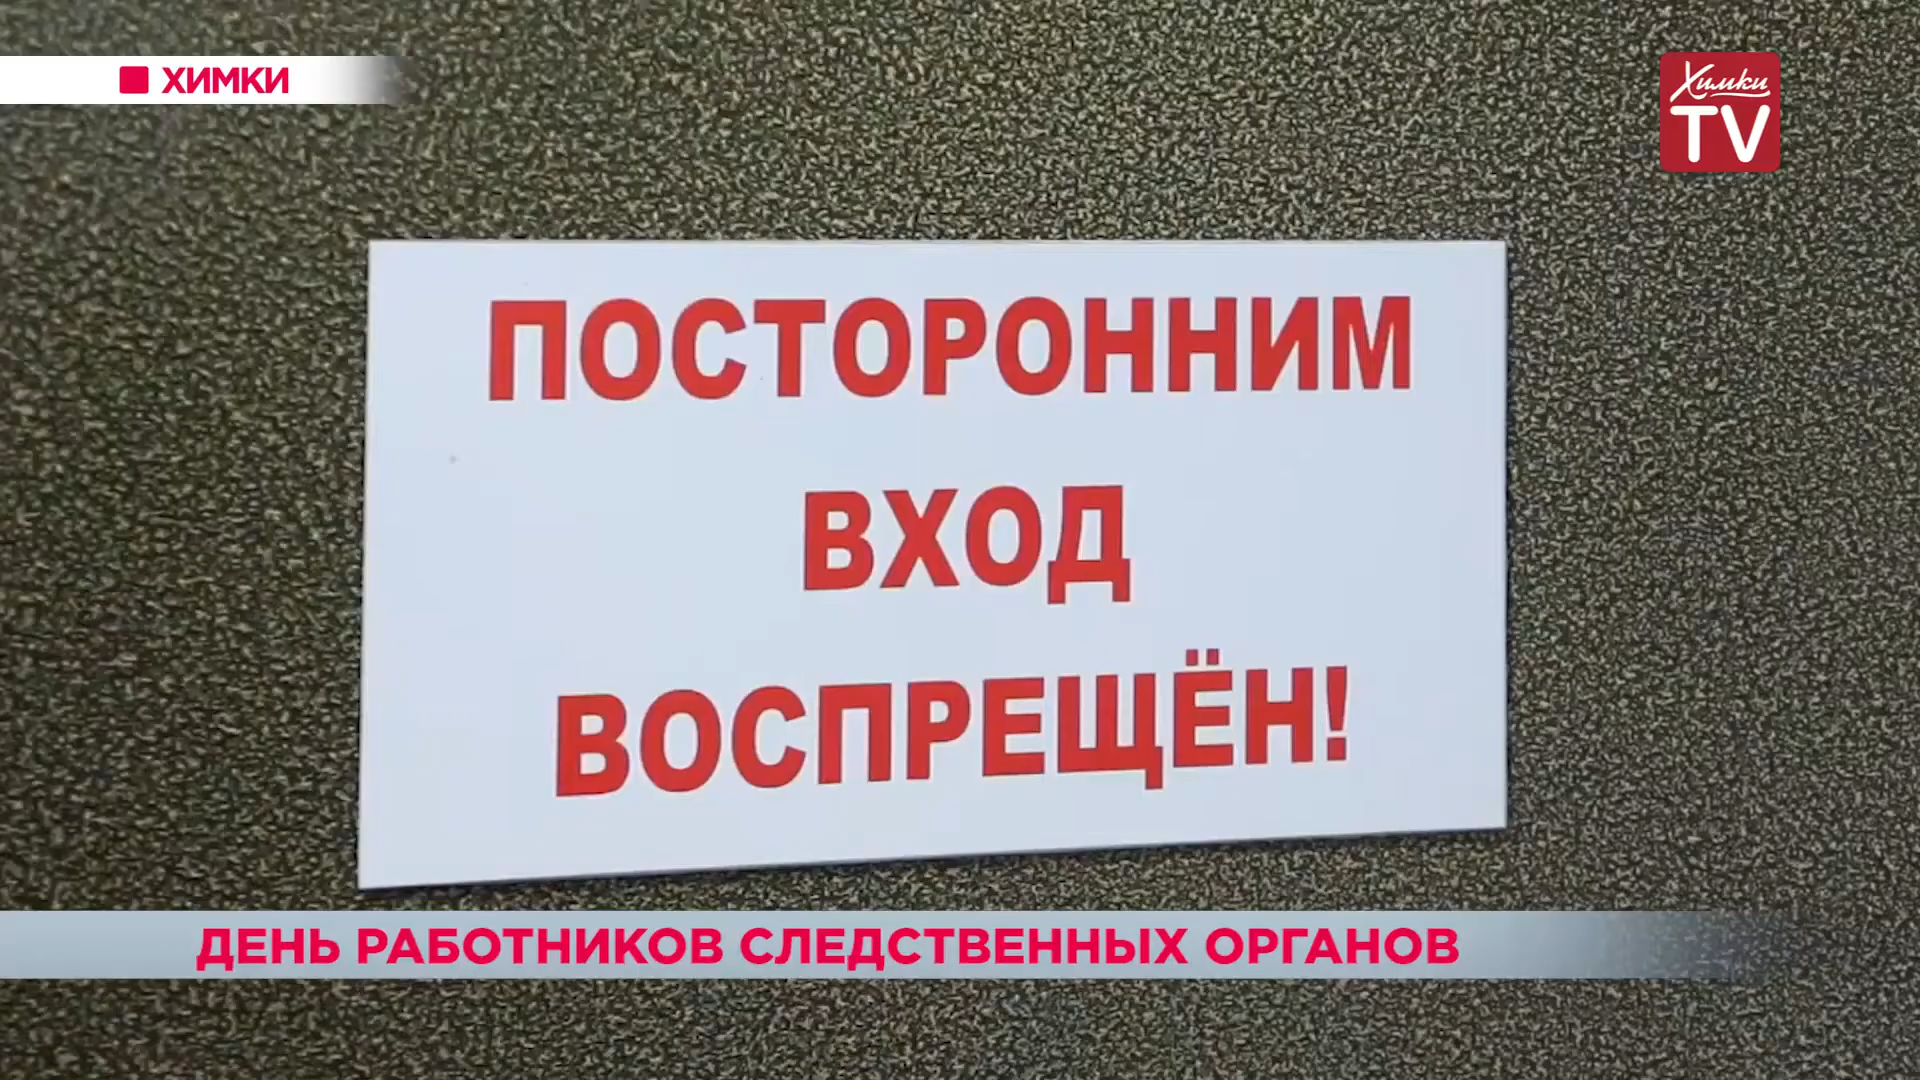 ХИМКИ
Химки
TV
ПОСТОРОННИМ
ВХОД
ВОСПРЕЩЁН!
ДЕНЬ РАБОТНИКОВ СЛЕДСТВЕННЫХ ОРГАНОВ